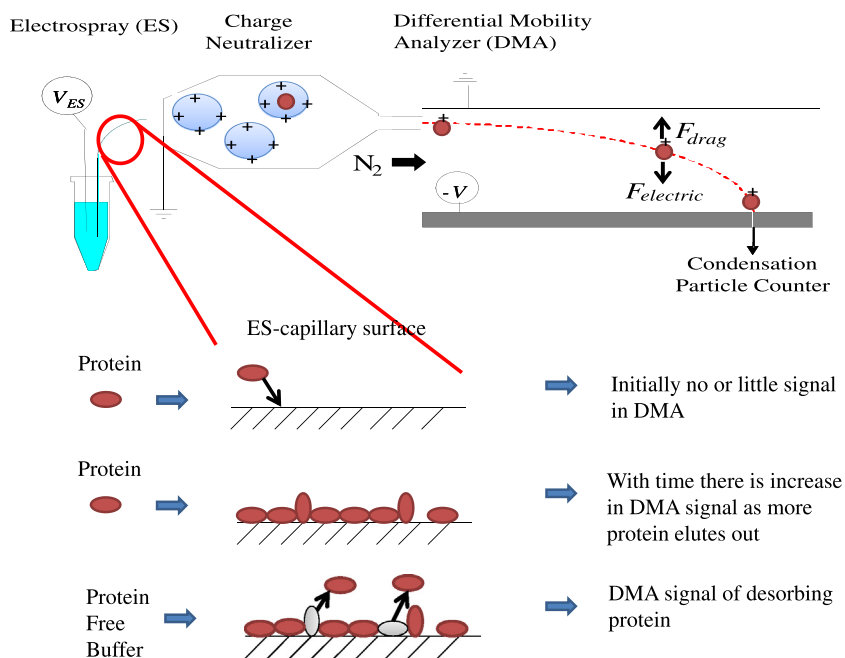 Electrospray (ES)
Charge
Neutralizer
Differential Mobility
Analyzer (DMA)
V_ES
N₂
F_drag
F_electric
-V
Condensation
Particle Counter
ES-capillary surface
Protein
Initially no or little signal
in DMA
Protein
With time there is increase
in DMA signal as more
protein elutes out
Protein
Free
Buffer
DMA signal of desorbing
protein